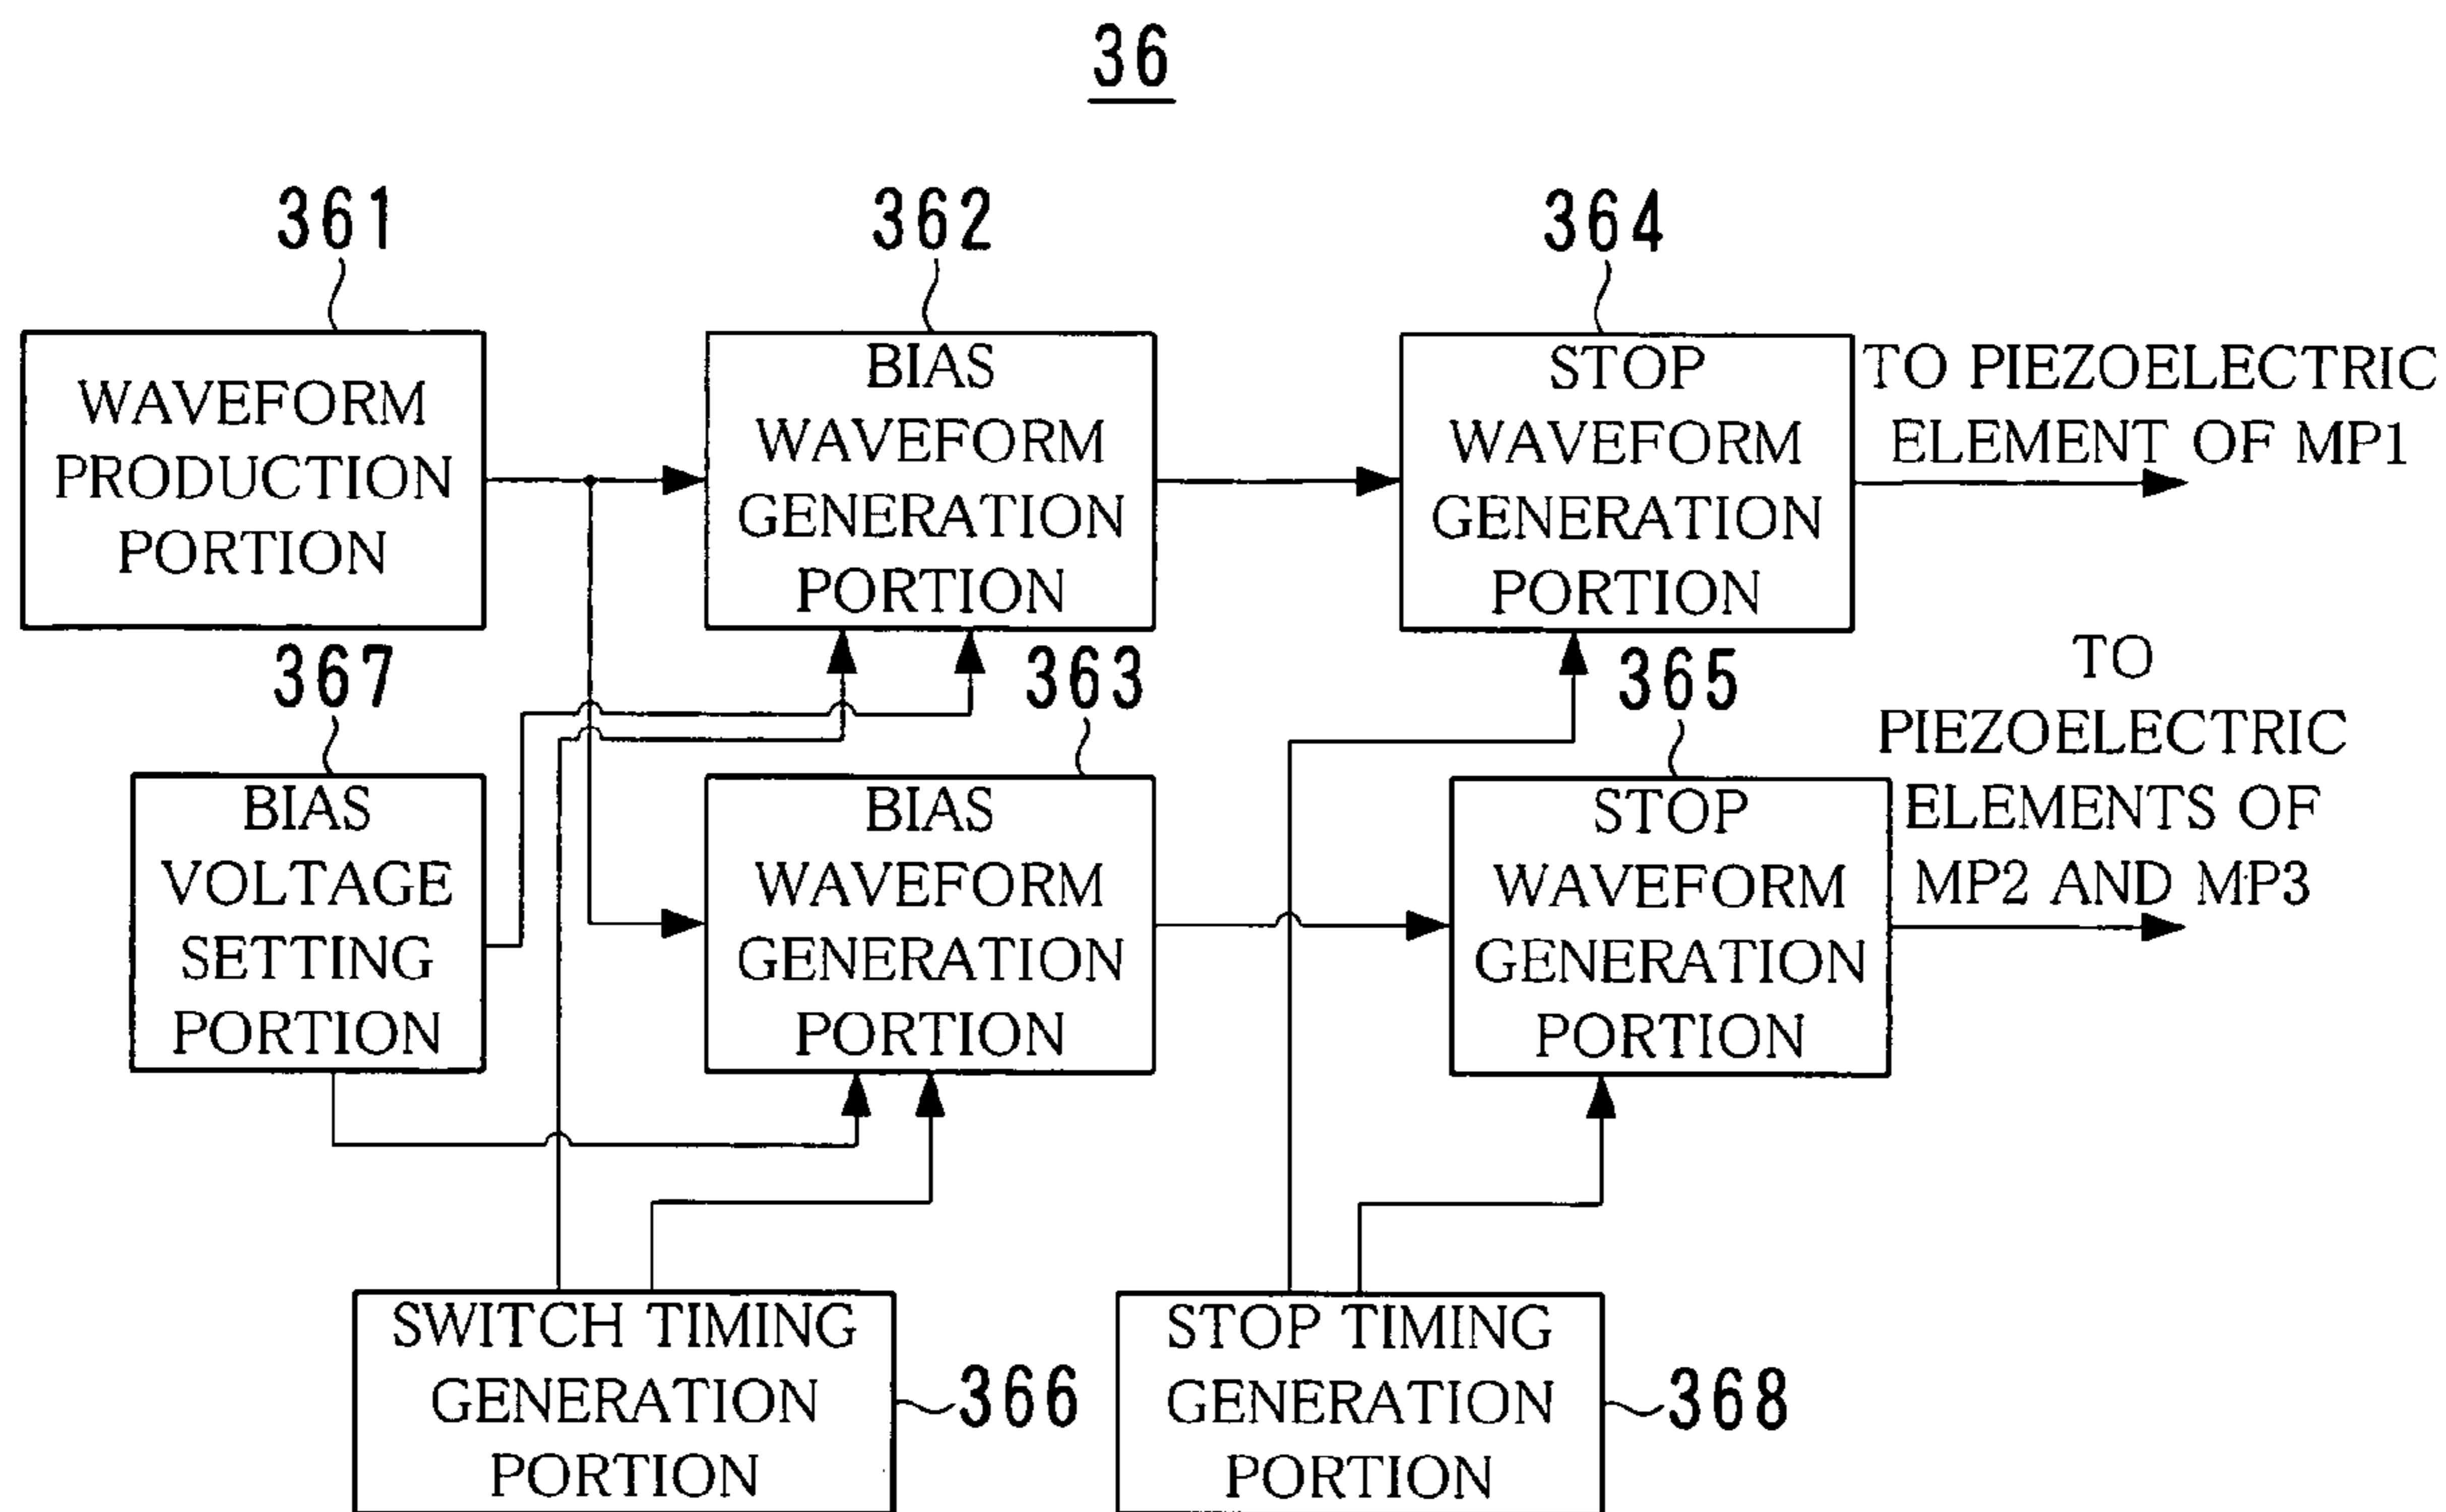 36
361
362
364
WAVEFORM
PRODUCTION
PORTION
BIAS
WAVEFORM
GENERATION
PORTION
STOP
WAVEFORM
GENERATION
PORTION
TO PIEZOELECTRIC
ELEMENT OF MP1
367
363
365
BIAS
VOLTAGE
SETTING
PORTION
BIAS
WAVEFORM
GENERATION
PORTION
STOP
WAVEFORM
GENERATION
PORTION
TO
PIEZOELECTRIC
ELEMENTS OF
MP2 AND MP3
SWITCH TIMING
GENERATION
PORTION
366
STOP TIMING
GENERATION
PORTION
368